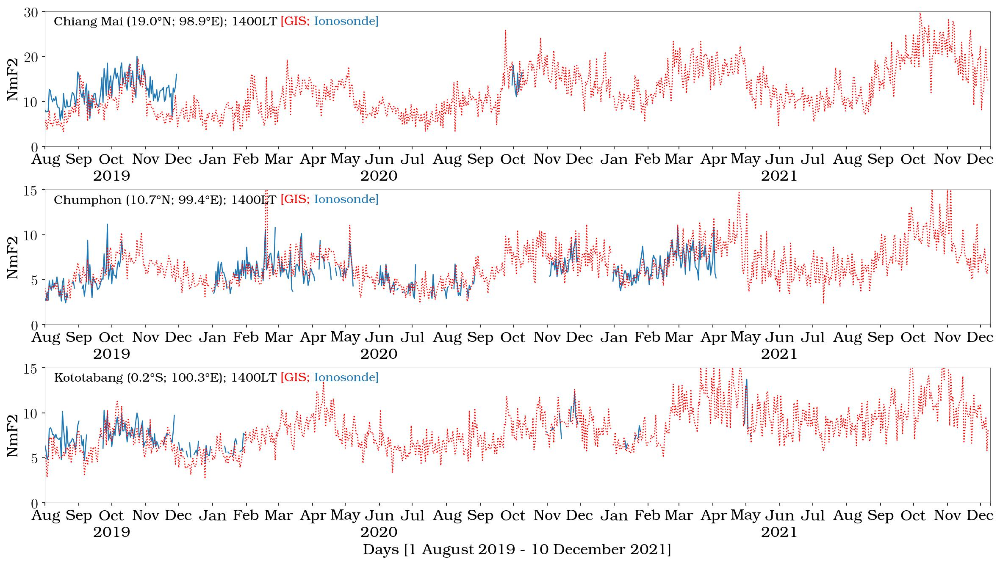 30
20
10
0
NmF2
Chiang Mai (19.0°N; 98.9°E); 1400LT [GIS; Ionosonde]
Aug Sep Oct Nov Dec Jan Feb Mar Apr May Jun Jul Aug Sep Oct Nov Dec Jan Feb Mar Apr May Jun Jul Aug Sep Oct Nov Dec
2019 2020 2021
15
10
5
0
NmF2
Chumphon (10.7°N; 99.4°E); 1400LT [GIS; Ionosonde]
Aug Sep Oct Nov Dec Jan Feb Mar Apr May Jun Jul Aug Sep Oct Nov Dec Jan Feb Mar Apr May Jun Jul Aug Sep Oct Nov Dec
2019 2020 2021
15
10
5
0
NmF2
Kototabang (0.2°S; 100.3°E); 1400LT [GIS; Ionosonde]
Aug Sep Oct Nov Dec Jan Feb Mar Apr May Jun Jul Aug Sep Oct Nov Dec Jan Feb Mar Apr May Jun Jul Aug Sep Oct Nov Dec
2019 2020 2021
Days [1 August 2019 - 10 December 2021]